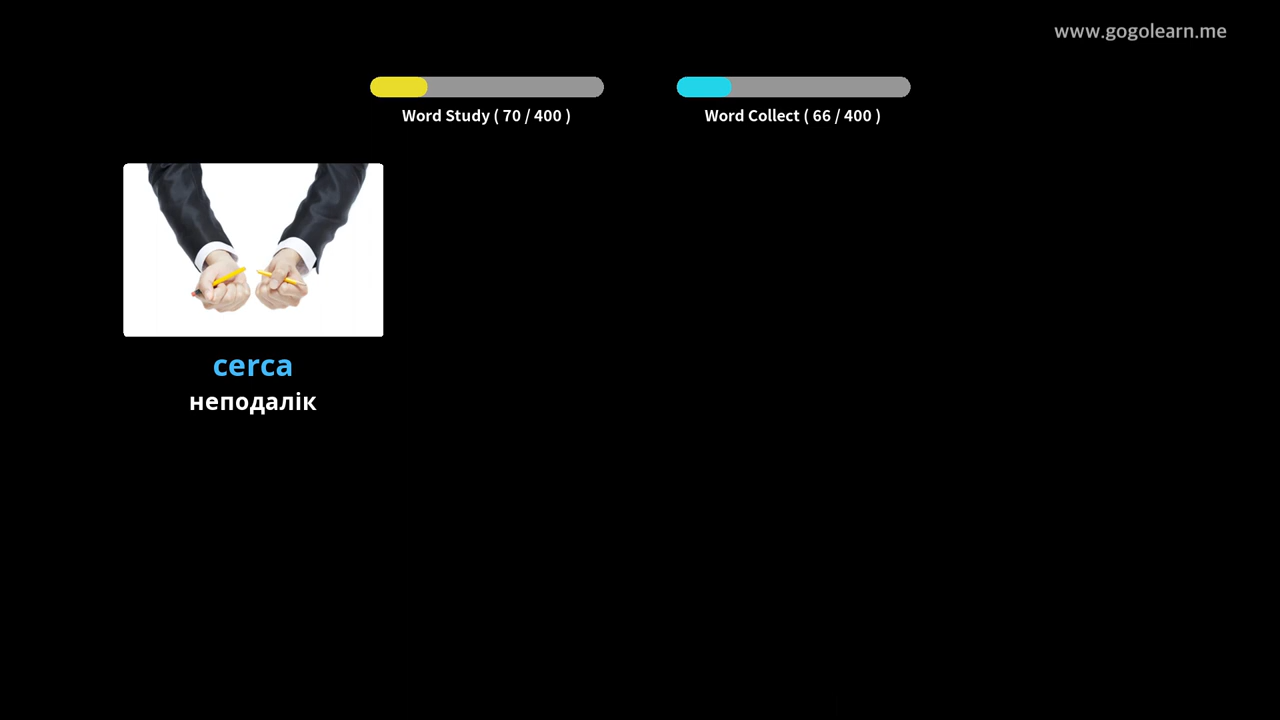 www.gogolearn.me
Word Study ( 70 / 400 )
Word Collect ( 66 / 400 )
cerca
неподалік